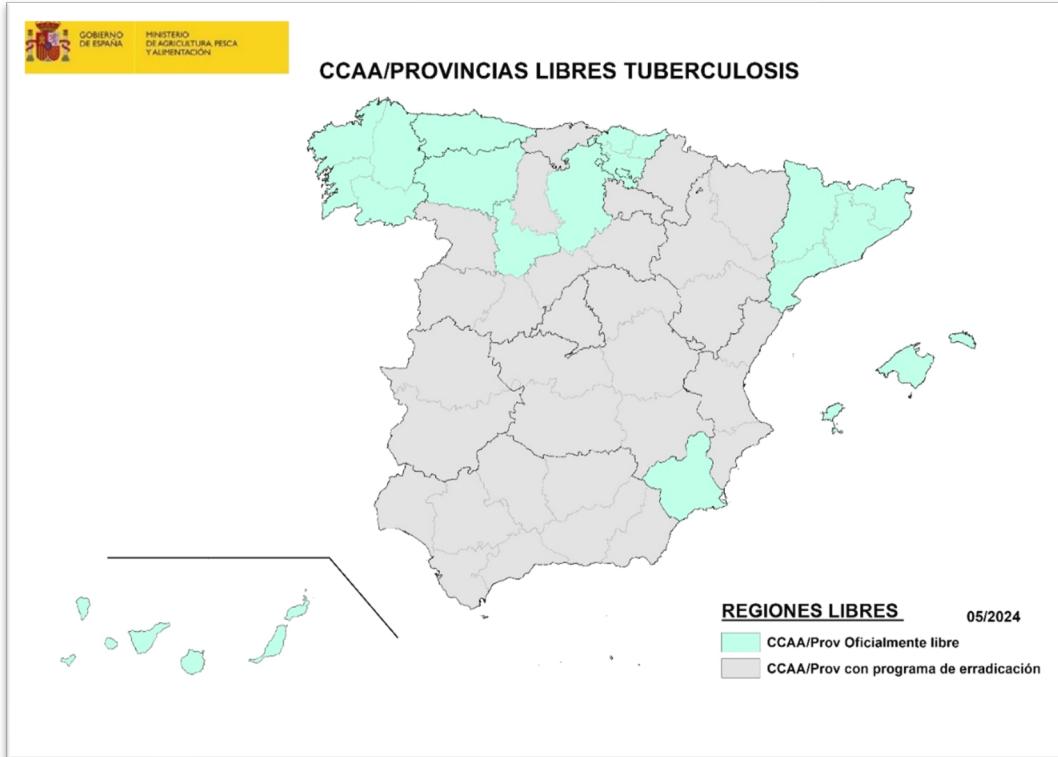 GOBIERNO
DE ESPAÑA
MINISTERIO
DE AGRICULTURA, PESCA
Y ALIMENTACIÓN
CCAA/PROVINCIAS LIBRES TUBERCULOSIS
REGIONES LIBRES
05/2024
CCAA/Prov Oficialmente libre
CCAA/Prov con programa de erradicación